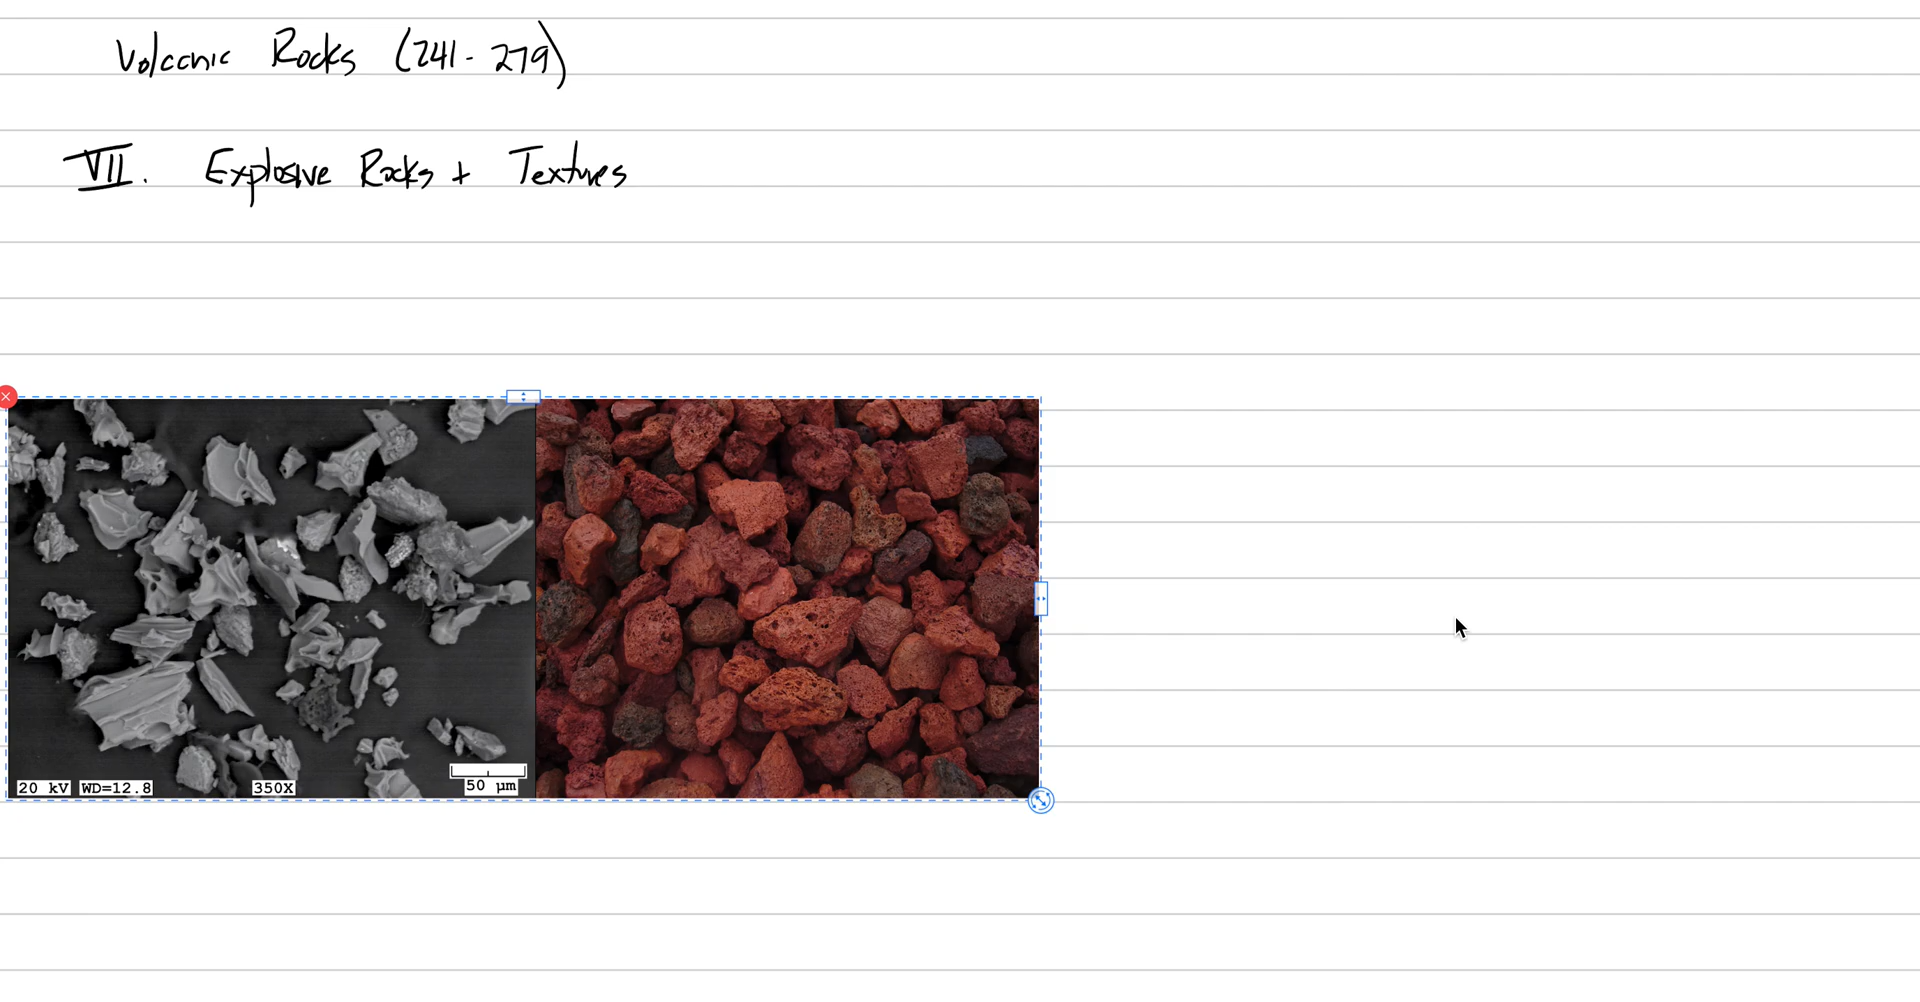 Volcanic Rocks (241-279)
VII. Explosive Rocks + Textures
20 kV WD=12.8 350X 50 µm